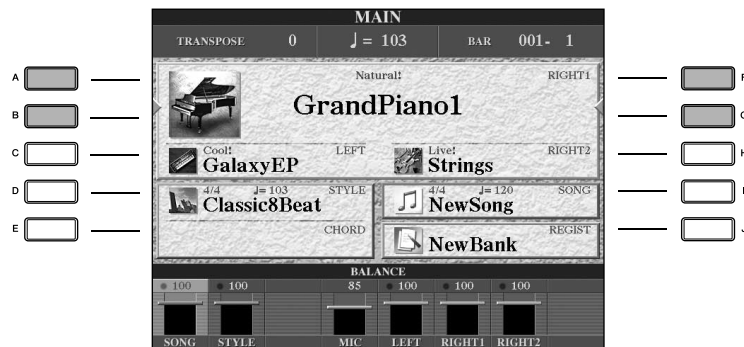 MAIN
TRANSPOSE 0 ♩= 103 BAR 001- 1
A
Natural! RIGHT1
F
GrandPiano1
B
G
C
Cool! LEFT Live! RIGHT2
H
GalaxyEP Strings
D
4/4 ♩= 103 STYLE 4/4 ♩= 120 SONG
I
Classic8Beat NewSong
E
CHORD REGIST
J
NewBank
BALANCE
100 100 85 100 100 100
SONG STYLE MIC LEFT RIGHT1 RIGHT2